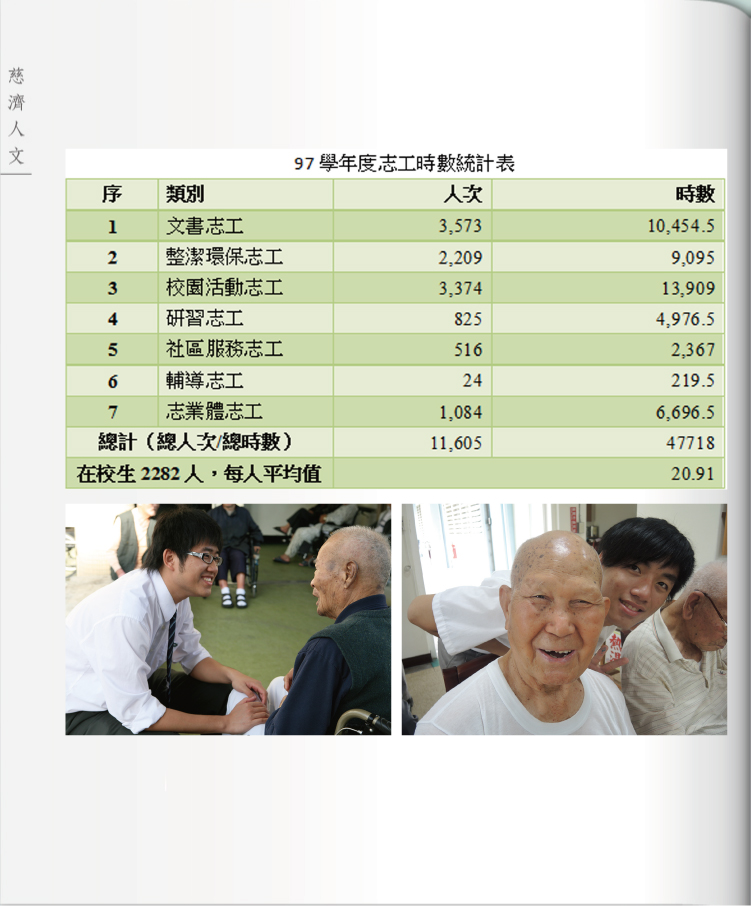 慈濟人文
97 學年度志工時數統計表
序 類別 人次 時數
1 文書志工 3,573 10,454.5
2 整潔環保志工 2,209 9,095
3 校園活動志工 3,374 13,909
4 研習志工 825 4,976.5
5 社區服務志工 516 2,367
6 輔導志工 24 219.5
7 志業體志工 1,084 6,696.5
總計（總人次/總時數） 11,605 47718
在校生 2282 人，每人平均值 20.91